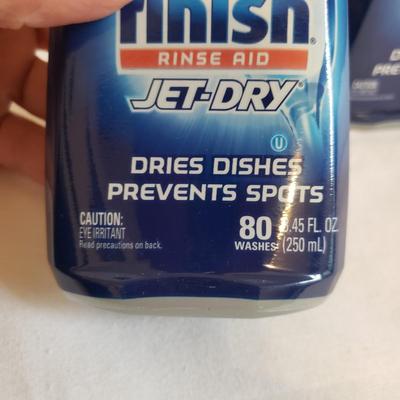 finish
RINSE AID
JET-DRY®
U
DRIES DISHES
PREVENTS SPOTS
CAUTION:
EYE IRRITANT
Read precautions on back.
80
WASHES
8.45 FL. OZ.
(250 mL)